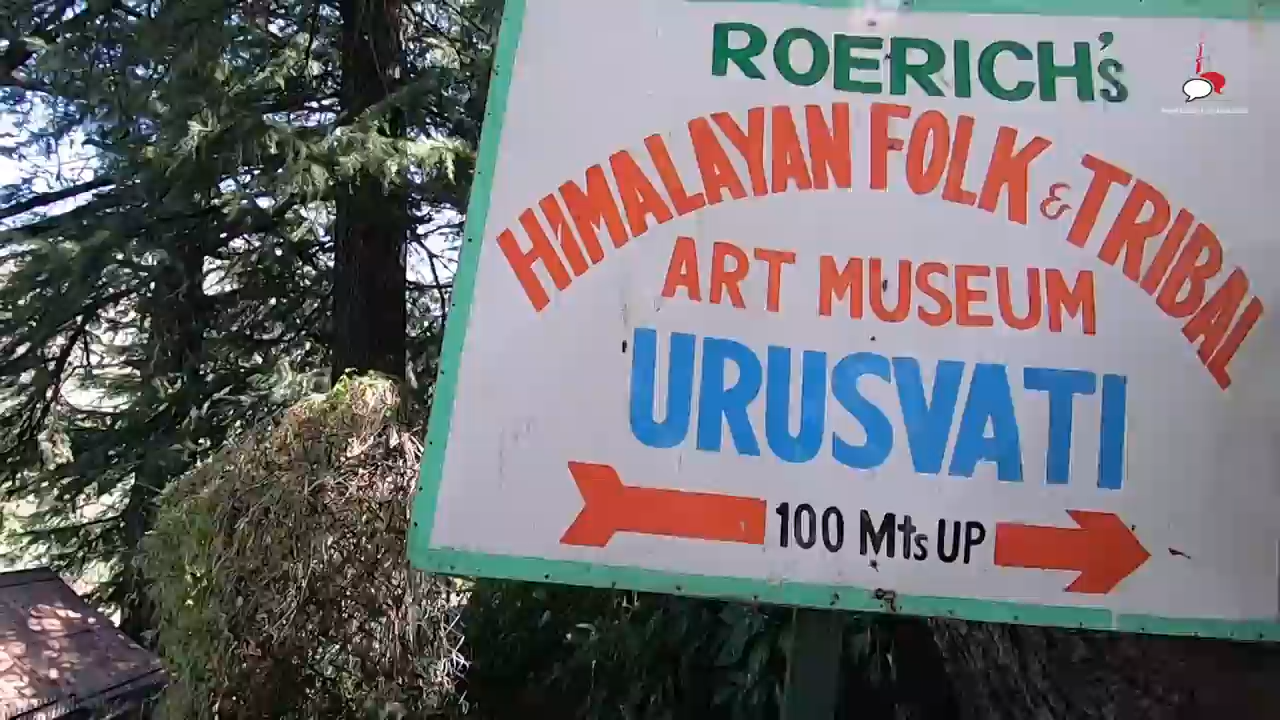 ROERICH's
HIMALAYAN FOLK & TRIBAL
ART MUSEUM
URUSVATI
100 Mts UP